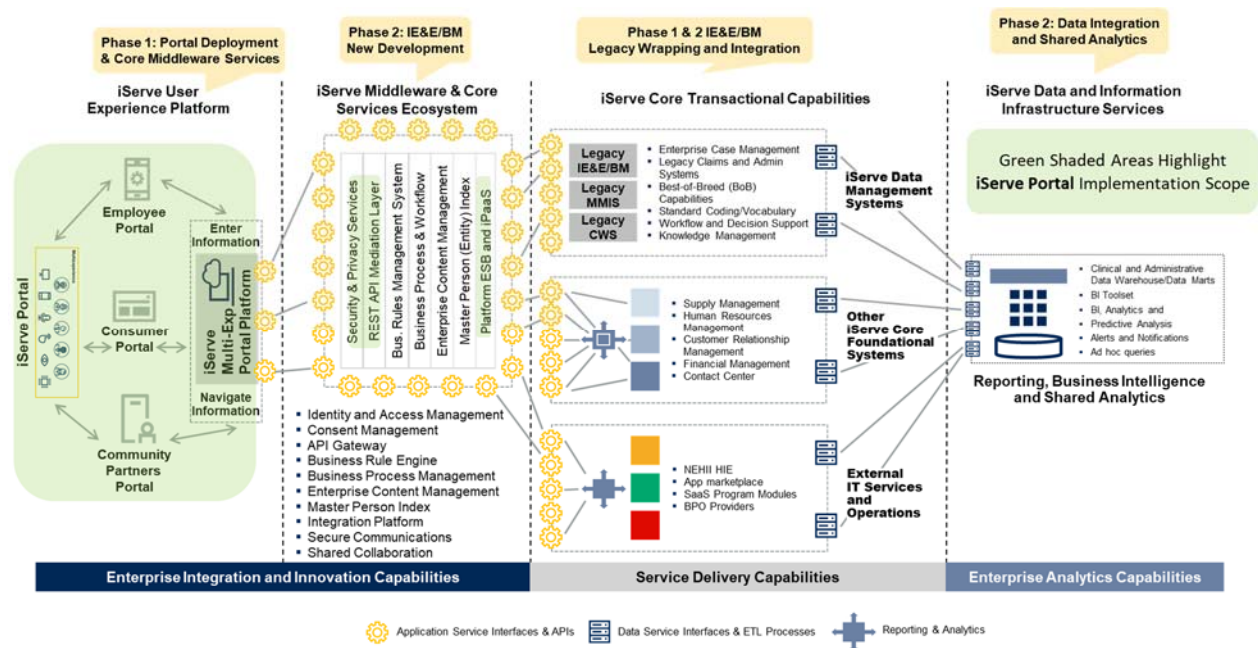 Phase 1: Portal Deployment
& Core Middleware Services
Phase 2: IE&E/BM
New Development
Phase 1 & 2 IE&E/BM
Legacy Wrapping and Integration
Phase 2: Data Integration
and Shared Analytics
iServe User
Experience Platform
iServe Portal
Employee
Portal
Consumer
Portal
Community
Partners
Portal
Enter
Information
iServe
Multi-Exp
Portal Platform
Navigate
Information
iServe Middleware & Core
Services Ecosystem
Security & Privacy Services
REST API Mediation Layer
Bus. Rules Management System
Business Process & Workflow
Enterprise Content Management
Master Person (Entity) Index
Platform ESB and iPaaS
▪ Identity and Access Management
▪ Consent Management
▪ API Gateway
▪ Business Rule Engine
▪ Business Process Management
▪ Enterprise Content Management
▪ Master Person Index
▪ Integration Platform
▪ Secure Communications
▪ Shared Collaboration
iServe Core Transactional Capabilities
Legacy
IE&E/BM
Legacy
MMIS
Legacy
CWS
▪ Enterprise Case Management
▪ Legacy Claims and Admin
Systems
▪ Best-of-Breed (BoB)
Capabilities
▪ Standard Coding/Vocabulary
▪ Workflow and Decision Support
▪ Knowledge Management
iServe Data
Management
Systems
▪ Supply Management
▪ Human Resources
Management
▪ Customer Relationship
Management
▪ Financial Management
▪ Contact Center
Other
iServe Core
Foundational
Systems
▪ NEHII HIE
▪ App marketplace
▪ SaaS Program Modules
▪ BPO Providers
External
IT Services
and
Operations
iServe Data and Information
Infrastructure Services
Green Shaded Areas Highlight
iServe Portal Implementation Scope
▪ Clinical and Administrative
Data Warehouse/Data Marts
▪ BI Toolset
▪ BI, Analytics and
▪ Predictive Analysis
▪ Alerts and Notifications
▪ Ad hoc queries
Reporting, Business Intelligence
and Shared Analytics
Enterprise Integration and Innovation Capabilities
Service Delivery Capabilities
Enterprise Analytics Capabilities
Application Service Interfaces & APIs
Data Service Interfaces & ETL Processes
Reporting & Analytics